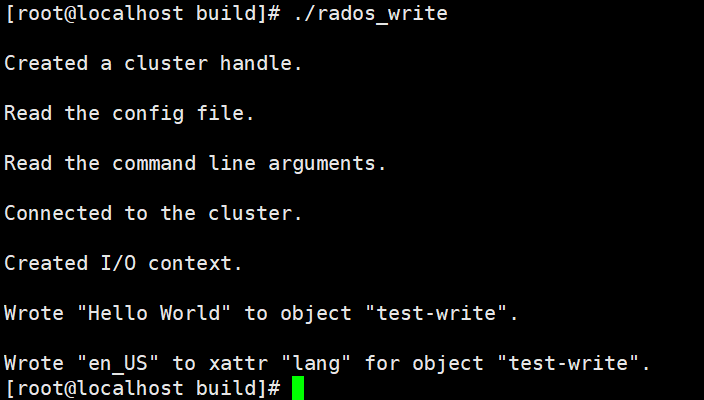 [root@localhost build]# ./rados_write
Created a cluster handle.
Read the config file.
Read the command line arguments.
Connected to the cluster.
Created I/O context.
Wrote "Hello World" to object "test-write".
Wrote "en_US" to xattr "lang" for object "test-write".
[root@localhost build]#